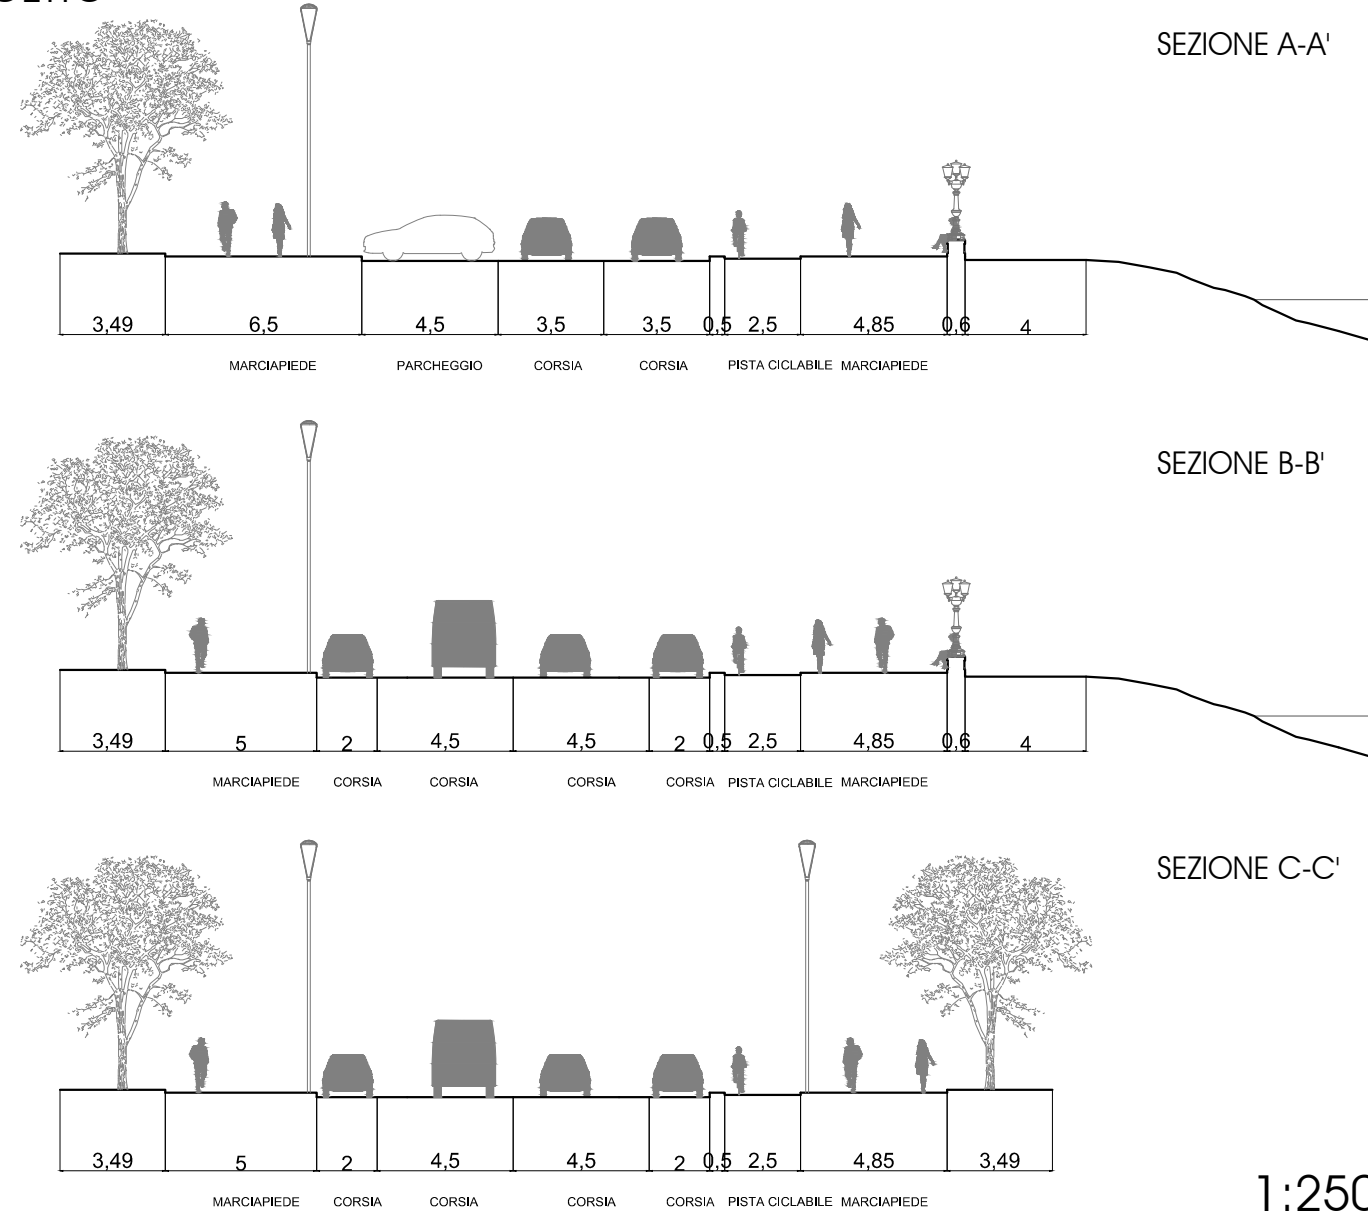 SEZIONE A-A'
3,49 6,5 4,5 3,5 3,5 0,5 2,5 4,85 0,6 4
MARCIAPIEDE PARCHEGGIO CORSIA CORSIA PISTA CICLABILE MARCIAPIEDE
SEZIONE B-B'
3,49 5 2 4,5 4,5 2 0,5 2,5 4,85 0,6 4
MARCIAPIEDE CORSIA CORSIA CORSIA CORSIA PISTA CICLABILE MARCIAPIEDE
SEZIONE C-C'
3,49 5 2 4,5 4,5 2 0,5 2,5 4,85 3,49
MARCIAPIEDE CORSIA CORSIA CORSIA CORSIA PISTA CICLABILE MARCIAPIEDE
1:250